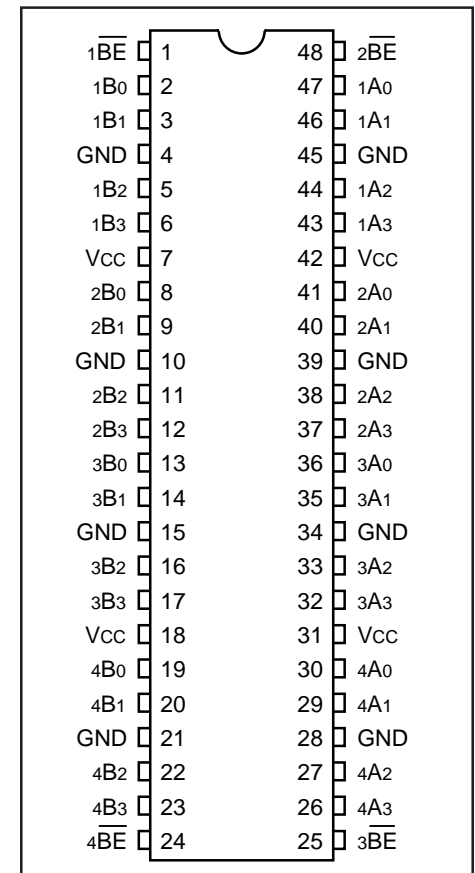 1B̅E̅ 1 48 2B̅E̅
1B0 2 47 1A0
1B1 3 46 1A1
GND 4 45 GND
1B2 5 44 1A2
1B3 6 43 1A3
VCC 7 42 VCC
2B0 8 41 2A0
2B1 9 40 2A1
GND 10 39 GND
2B2 11 38 2A2
2B3 12 37 2A3
3B0 13 36 3A0
3B1 14 35 3A1
GND 15 34 GND
3B2 16 33 3A2
3B3 17 32 3A3
VCC 18 31 VCC
4B0 19 30 4A0
4B1 20 29 4A1
GND 21 28 GND
4B2 22 27 4A2
4B3 23 26 4A3
4B̅E̅ 24 25 3B̅E̅